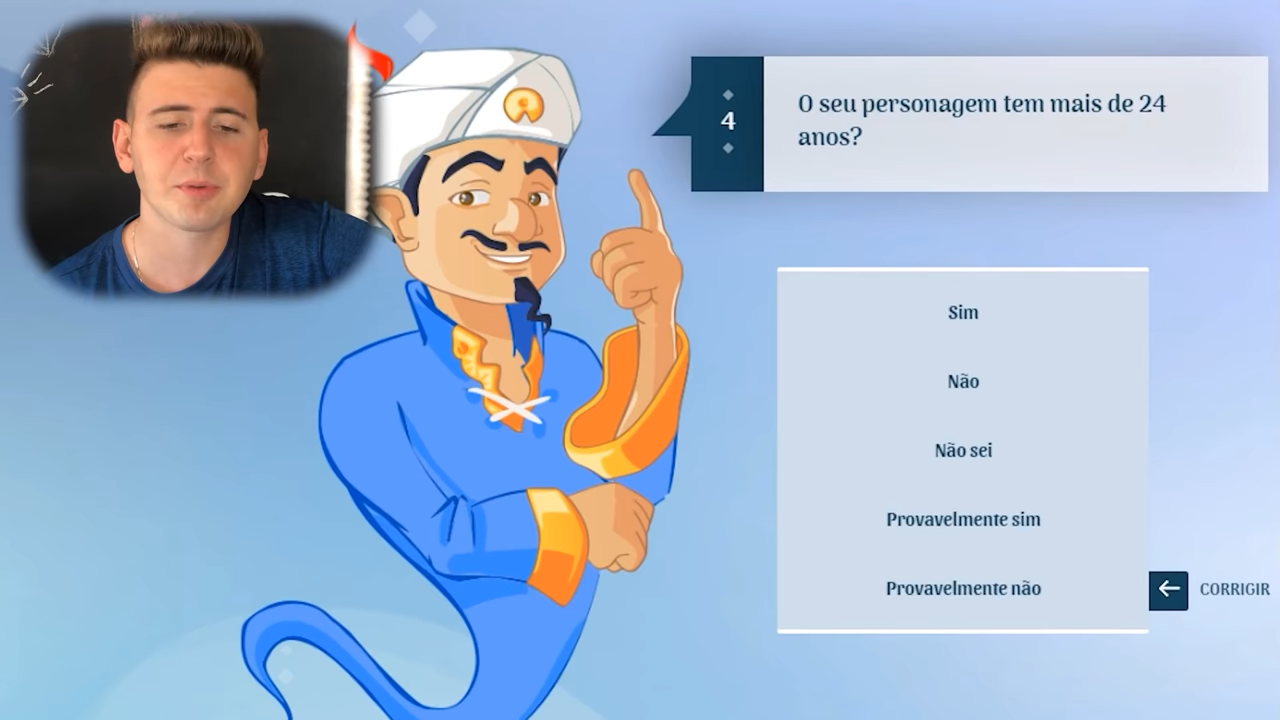 4
O seu personagem tem mais de 24
anos?
Sim
Não
Não sei
Provavelmente sim
Provavelmente não
CORRIGIR